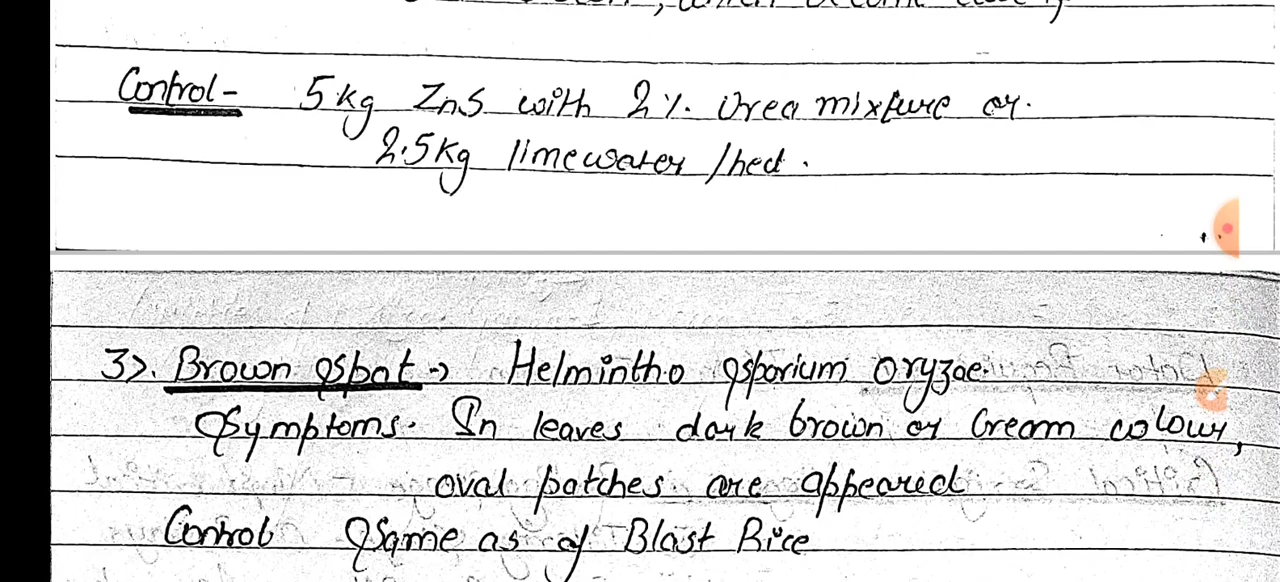 Control- 5kg ZnS with 2%. Urea mixture or.
2.5Kg limewater /hect.
3). Brown spot → Helmintho sporium oryzae.
Symptoms. In leaves dark brown or Cream colour,
oval patches are appeared
Control Same as of Blast Rice